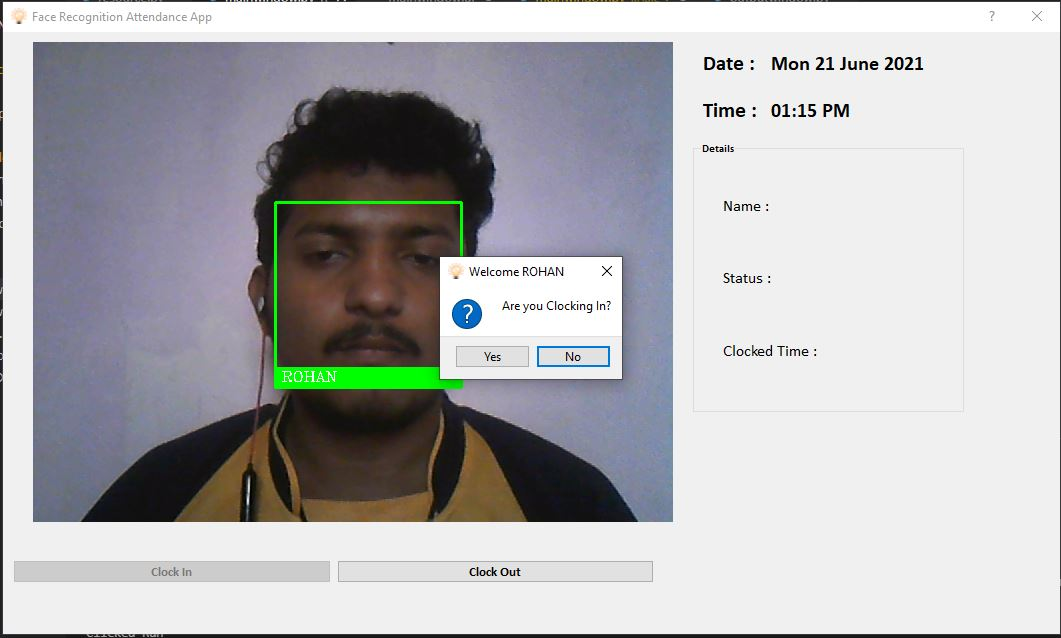 Face Recognition Attendance App
?
Date : Mon 21 June 2021
Time : 01:15 PM
Details
Name :
Status :
Clocked Time :
ROHAN
Welcome ROHAN
?
Are you Clocking In?
Yes No
Clock In Clock Out